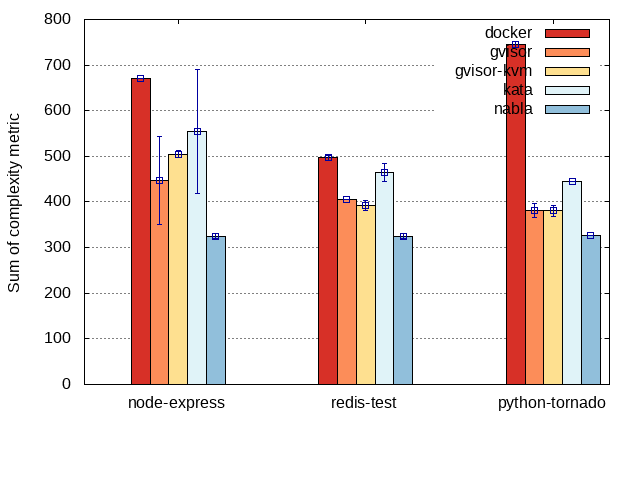 Sum of complexity metric
800
700
600
500
400
300
200
100
0
docker
gvisor
gvisor-kvm
kata
nabla
node-express
redis-test
python-tornado